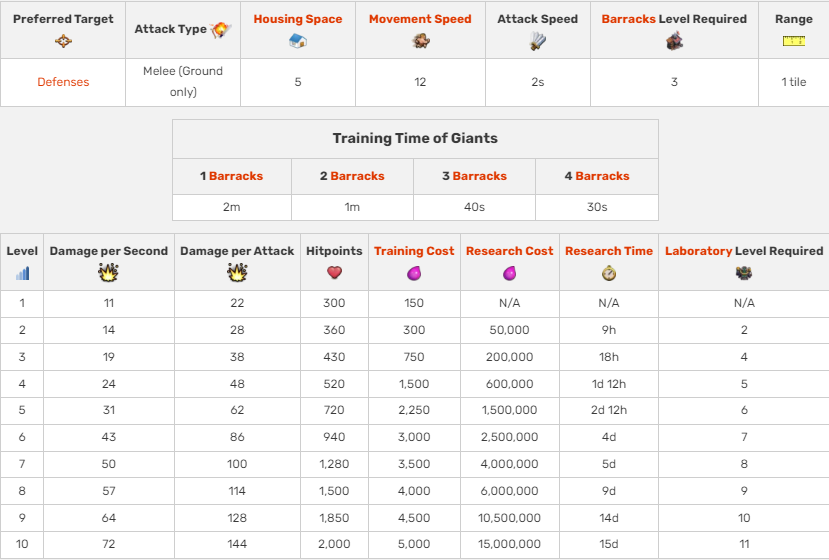 Preferred Target Attack Type Housing Space Movement Speed Attack Speed Barracks Level Required Range
Defenses Melee (Ground only) 5 12 2s 3 1 tile
Training Time of Giants
1 Barracks 2 Barracks 3 Barracks 4 Barracks
2m 1m 40s 30s
Level Damage per Second Damage per Attack Hitpoints Training Cost Research Cost Research Time Laboratory Level Required
1 11 22 300 150 N/A N/A N/A
2 14 28 360 300 50,000 9h 2
3 19 38 430 750 200,000 18h 4
4 24 48 520 1,500 600,000 1d 12h 5
5 31 62 720 2,250 1,500,000 2d 12h 6
6 43 86 940 3,000 2,500,000 4d 7
7 50 100 1,280 3,500 4,000,000 5d 8
8 57 114 1,500 4,000 6,000,000 9d 9
9 64 128 1,850 4,500 10,500,000 14d 10
10 72 144 2,000 5,000 15,000,000 15d 11